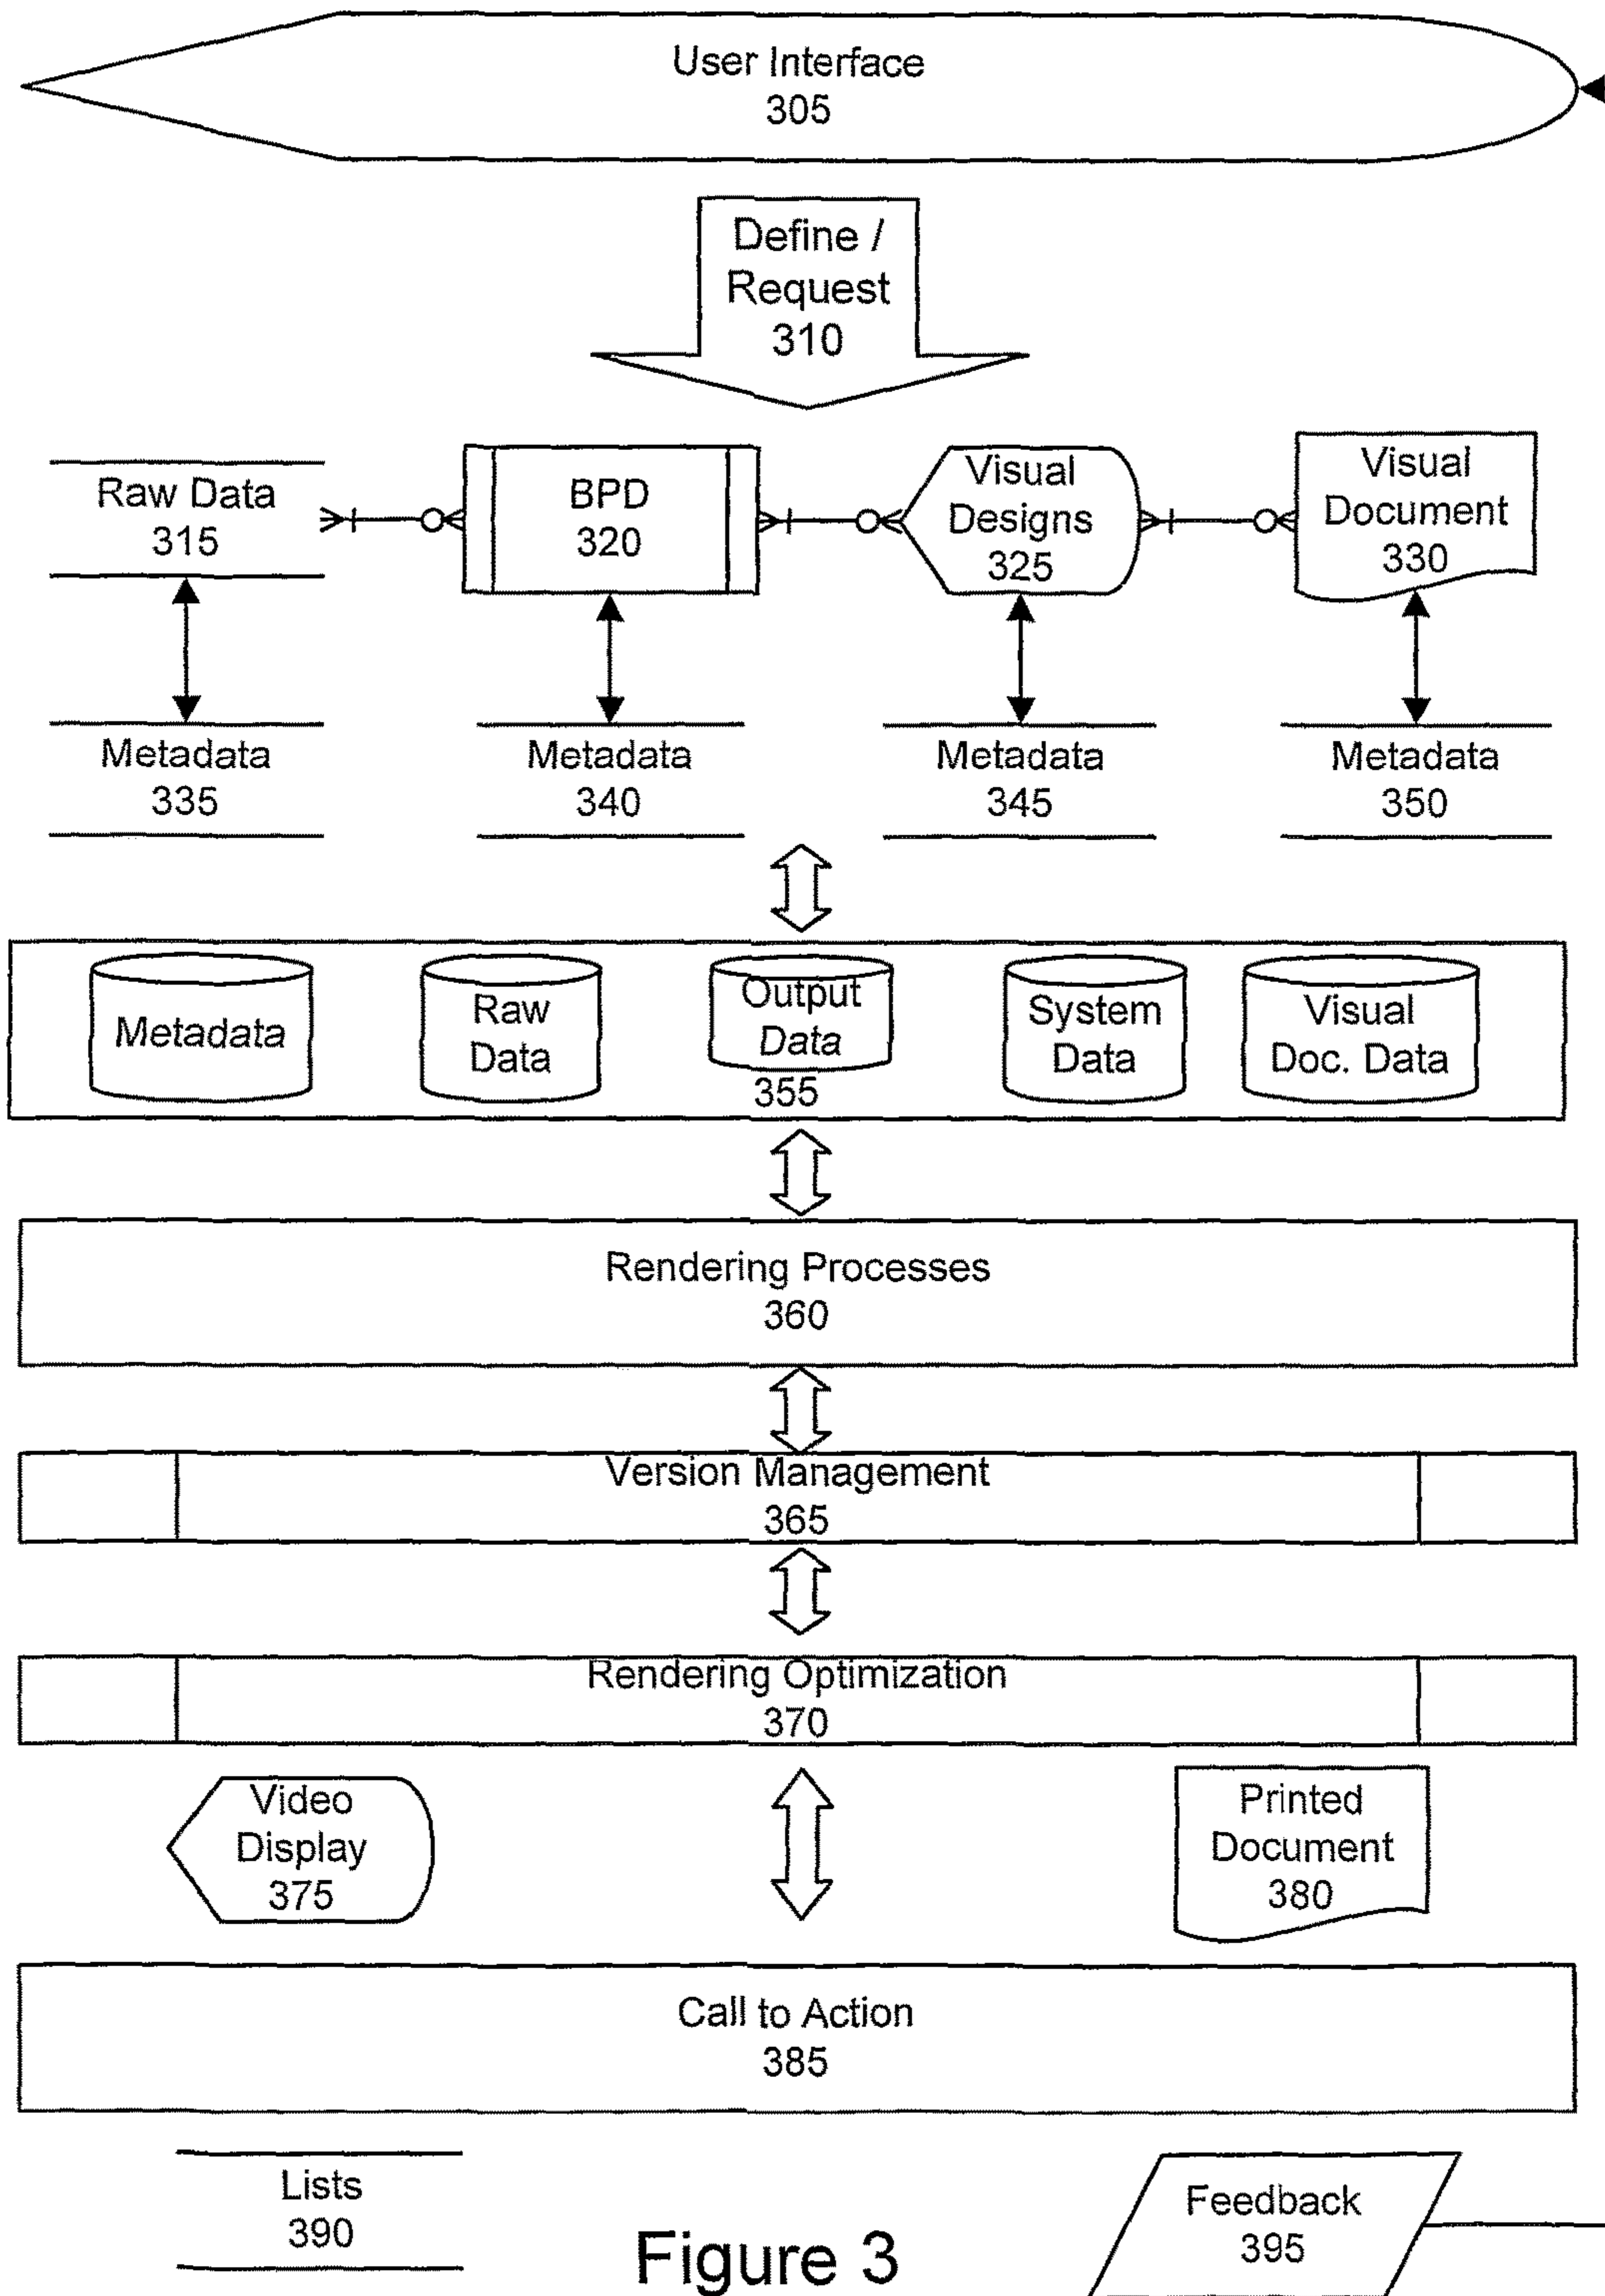 User Interface
305
Define /
Request
310
Raw Data
315
BPD
320
Visual
Designs
325
Visual
Document
330
Metadata
335
Metadata
340
Metadata
345
Metadata
350
Metadata
Raw
Data
Output
Data
355
System
Data
Visual
Doc. Data
Rendering Processes
360
Version Management
365
Rendering Optimization
370
Video
Display
375
Printed
Document
380
Call to Action
385
Lists
390
Feedback
395
Figure 3